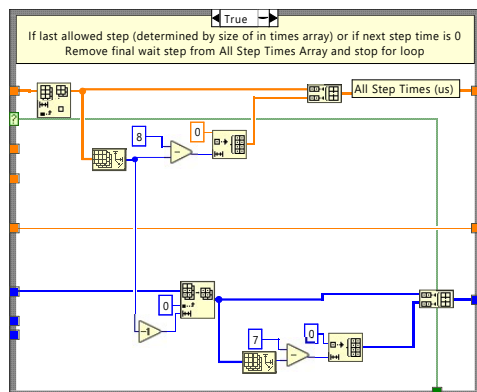 True
If last allowed step (determined by size of in times array) or if next step time is 0
Remove final wait step from All Step Times Array and stop for loop
All Step Times (us)
?
0
8
0
-1
7
0